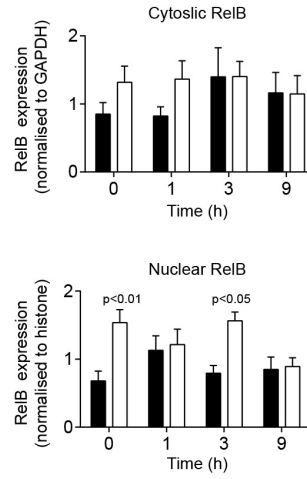 Cytoslic RelB
RelB expression
(normalised to GAPDH)
2
1
0
0 1 3 9
Time (h)
Nuclear RelB
RelB expression
(normalised to histone)
2
1
0
p<0.01 p<0.05
0 1 3 9
Time (h)